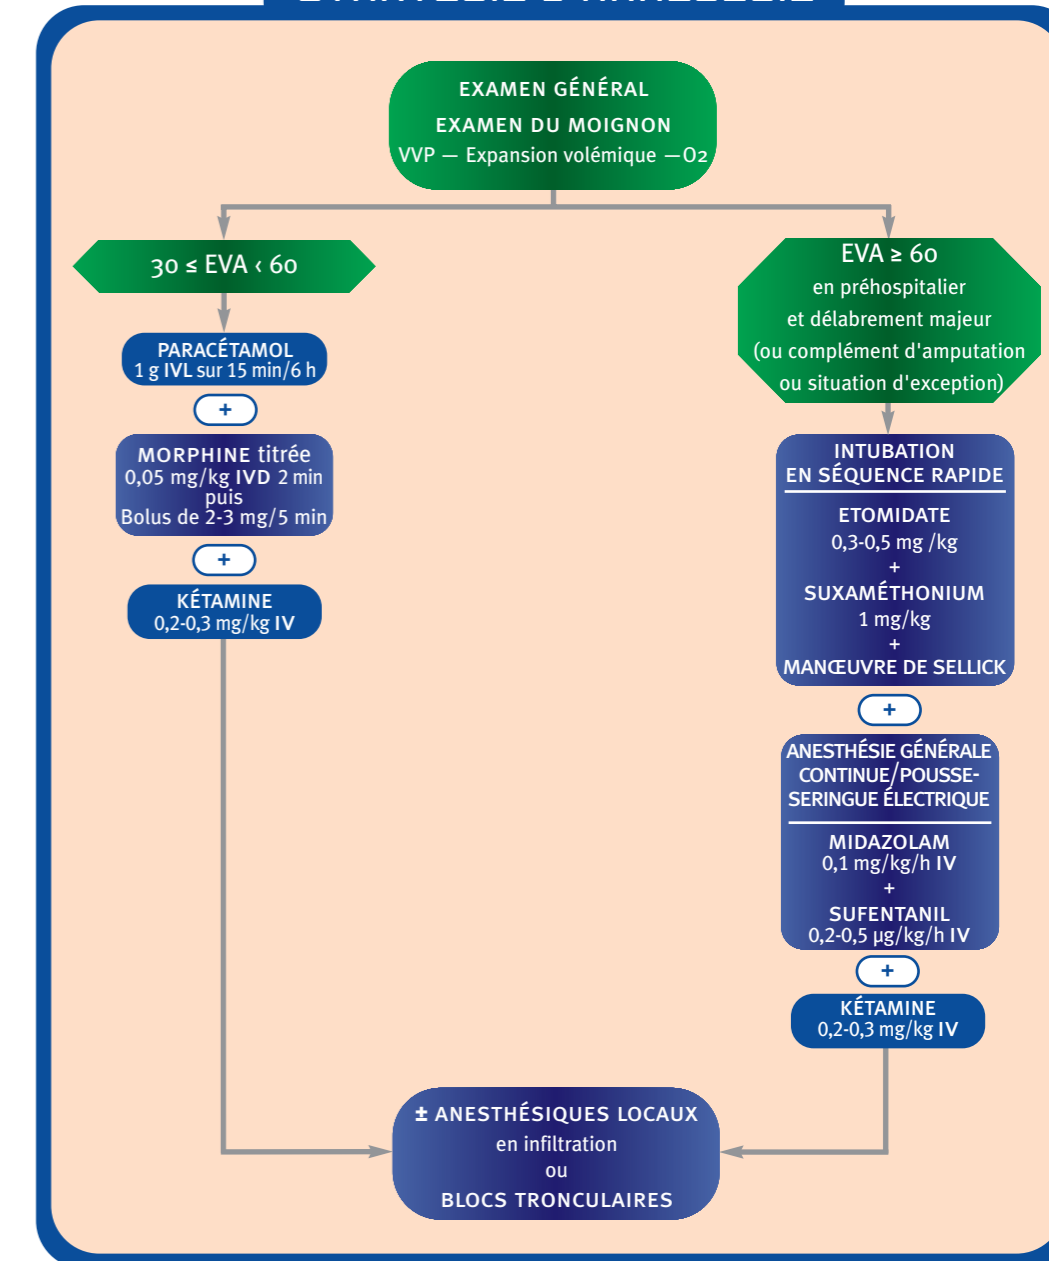 EXAMEN GÉNÉRAL
EXAMEN DU MOIGNON
VVP — Expansion volémique —O2
30 ≤ EVA ‹ 60
PARACÉTAMOL
1 g IVL sur 15 min/6 h
+
MORPHINE titrée
0,05 mg/kg IVD 2 min
puis
Bolus de 2-3 mg/5 min
+
KÉTAMINE
0,2-0,3 mg/kg IV
EVA ≥ 60
en préhospitalier
et délabrement majeur
(ou complément d'amputation
ou situation d'exception)
INTUBATION
EN SÉQUENCE RAPIDE
ETOMIDATE
0,3-0,5 mg /kg
+
SUXAMÉTHONIUM
1 mg/kg
+
MANŒUVRE DE SELLICK
+
ANESTHÉSIE GÉNÉRALE
CONTINUE/POUSSE-
SERINGUE ÉLECTRIQUE
MIDAZOLAM
0,1 mg/kg/h IV
+
SUFENTANIL
0,2-0,5 µg/kg/h IV
+
KÉTAMINE
0,2-0,3 mg/kg IV
± ANESTHÉSIQUES LOCAUX
en infiltration
ou
BLOCS TRONCULAIRES